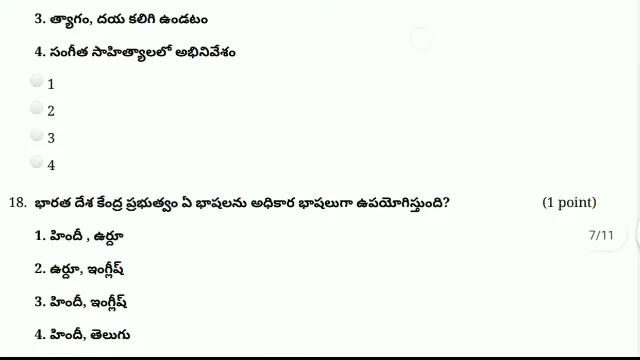 3. త్యాగం, దయ కలిగి ఉండటం
4. సంగీత సాహిత్యాలలో అభినివేశం
1
2
3
4
18. భారత దేశ కేంద్ర ప్రభుత్వం ఏ భాషలను అధికార భాషలుగా ఉపయోగిస్తుంది? (1 point)
1. హిందీ , ఉర్దూ
7/11
2. ఉర్దూ, ఇంగ్లీష్
3. హిందీ, ఇంగ్లీష్
4. హిందీ, తెలుగు